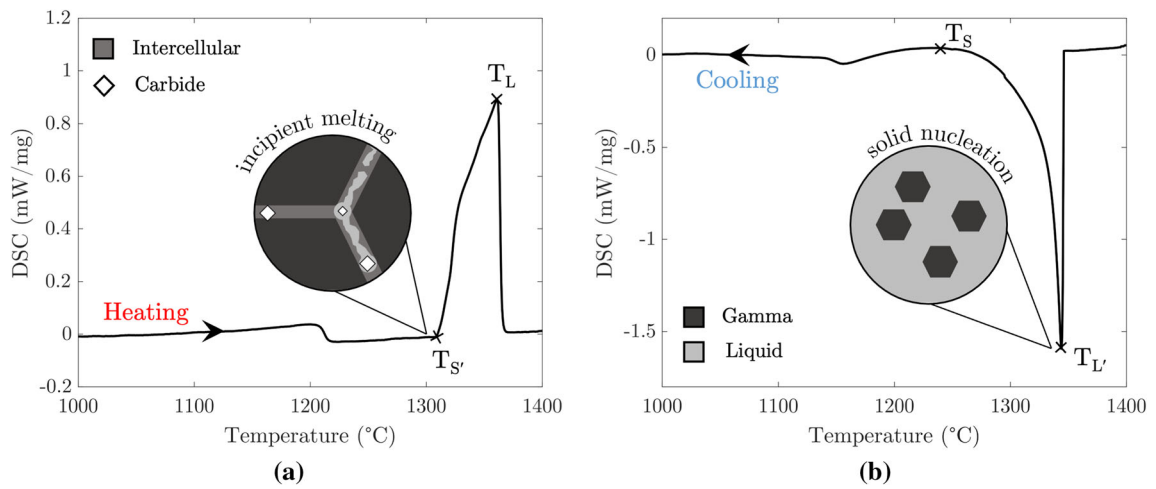 1.2
1
0.8
0.6
0.4
0.2
0
-0.2
DSC (mW/mg)
Intercellular
Carbide
incipient melting
T_L
Heating
T_S′
1000
1100
1200
1300
1400
Temperature (°C)
(a)
0
-0.5
-1
-1.5
DSC (mW/mg)
T_S
Cooling
solid nucleation
Gamma
Liquid
T_L′
1000
1100
1200
1300
1400
Temperature (°C)
(b)